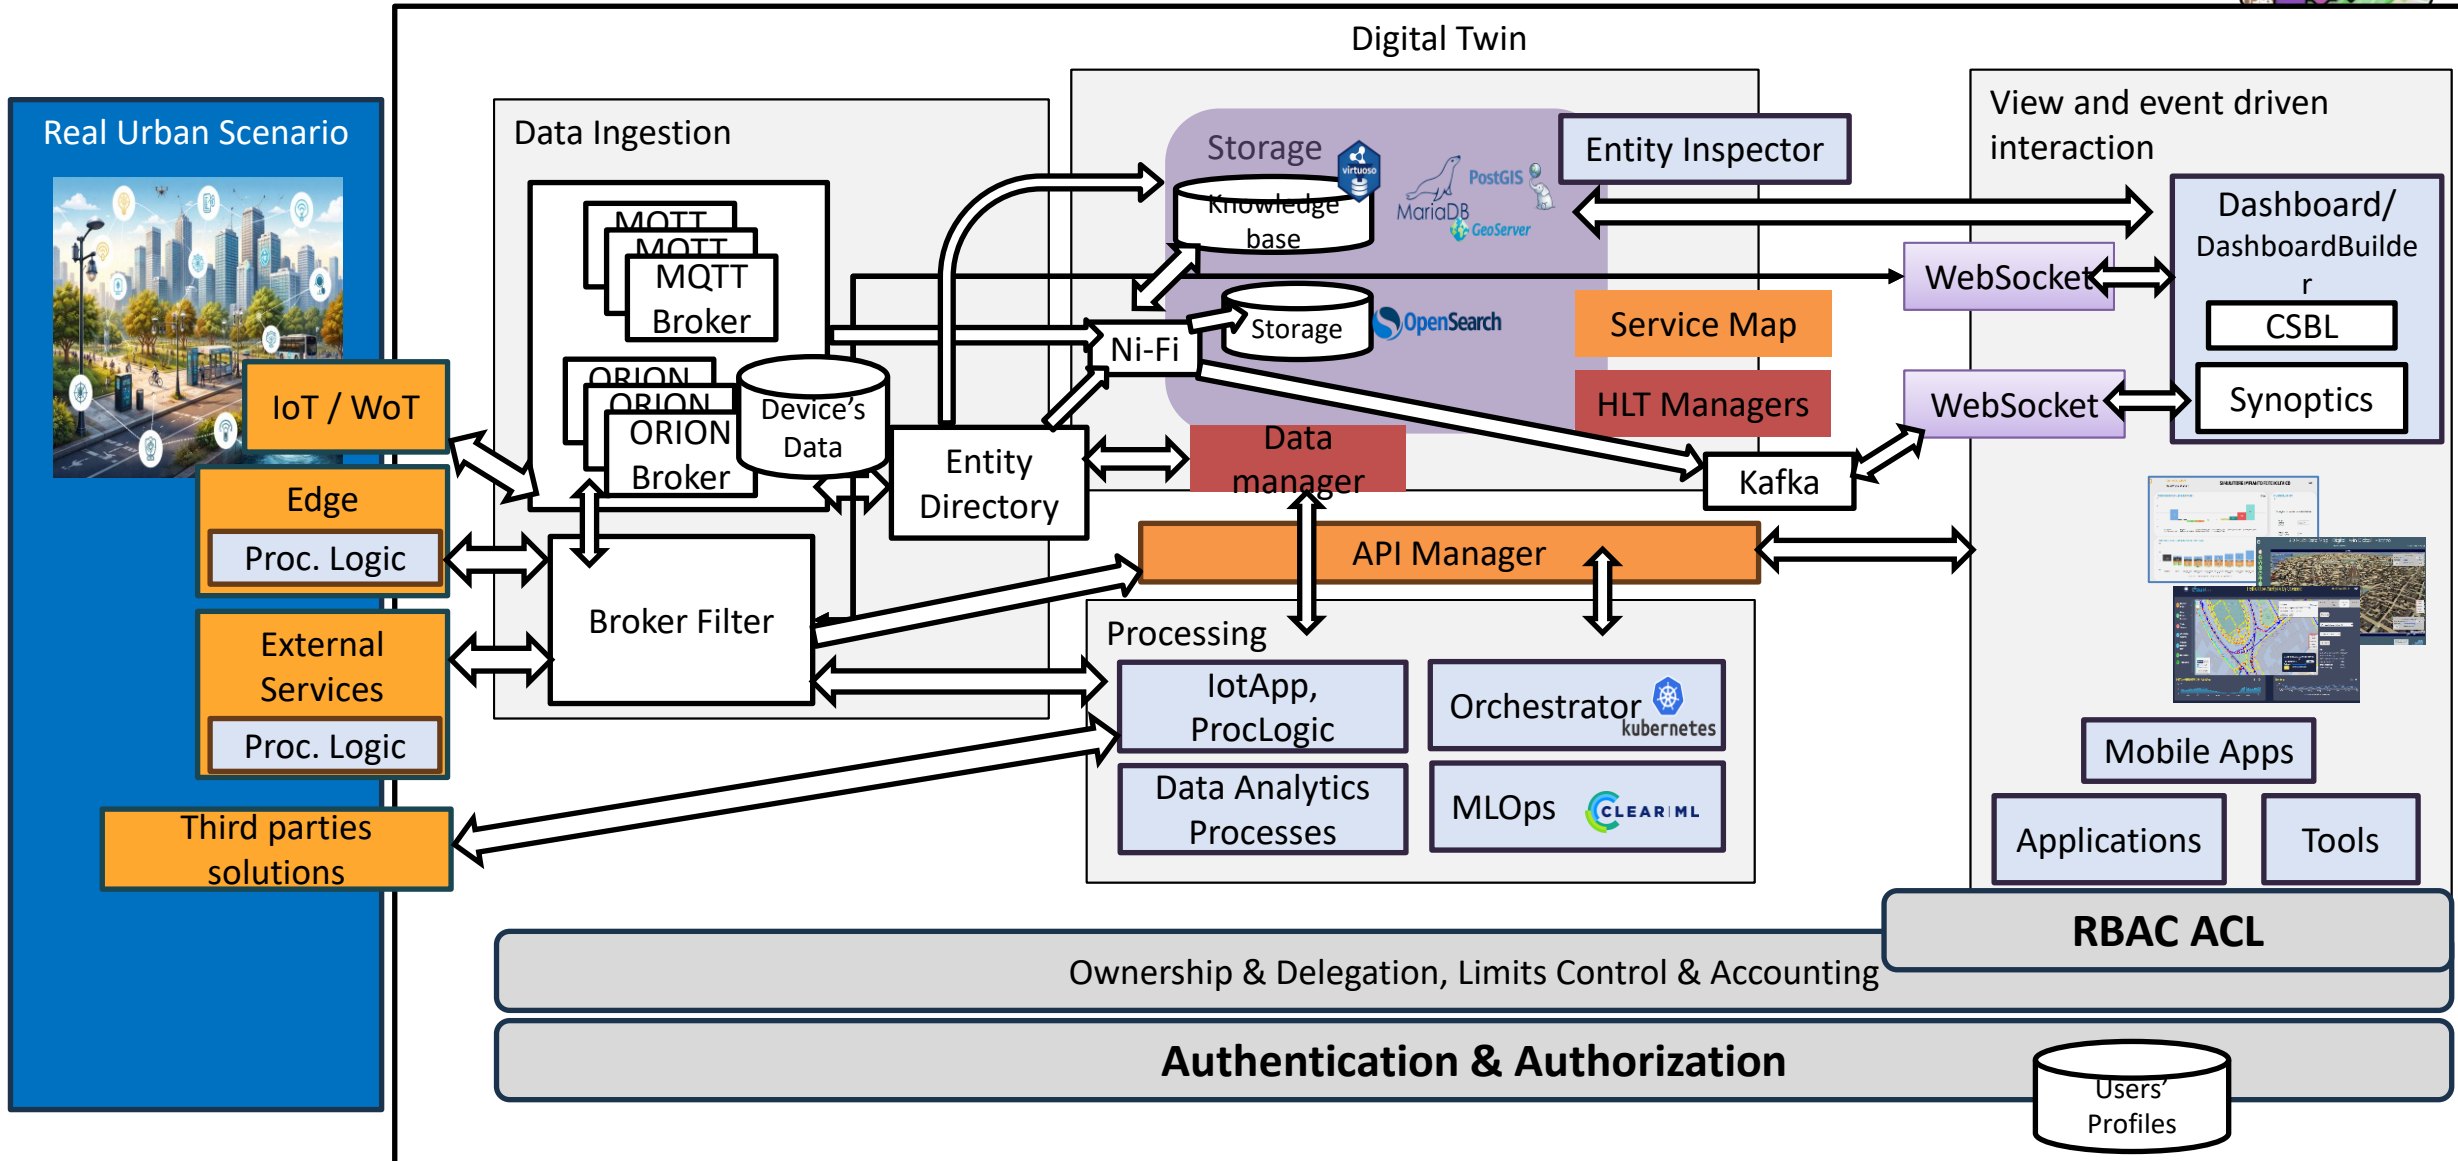 Digital Twin
Real Urban Scenario
IoT / WoT
Edge
Proc. Logic
External
Services
Proc. Logic
Third parties
solutions
Data Ingestion
MQTT
MQTT
MQTT
Broker
ORION
ORION
ORION
Broker
Device's
Data
Entity
Directory
Broker Filter
Storage
virtuoso
Knowledge
base
MariaDB
PostGIS
GeoServer
Entity Inspector
Ni-Fi
Storage
OpenSearch
Service Map
HLT Managers
Data
manager
Kafka
API Manager
Processing
IotApp,
ProcLogic
Orchestrator
kubernetes
Data Analytics
Processes
MLOps
CLEAR|ML
View and event driven
interaction
WebSocket
WebSocket
Dashboard/
DashboardBuilde
r
CSBL
Synoptics
Mobile Apps
Applications
Tools
RBAC ACL
Ownership & Delegation, Limits Control & Accounting
Authentication & Authorization
Users'
Profiles